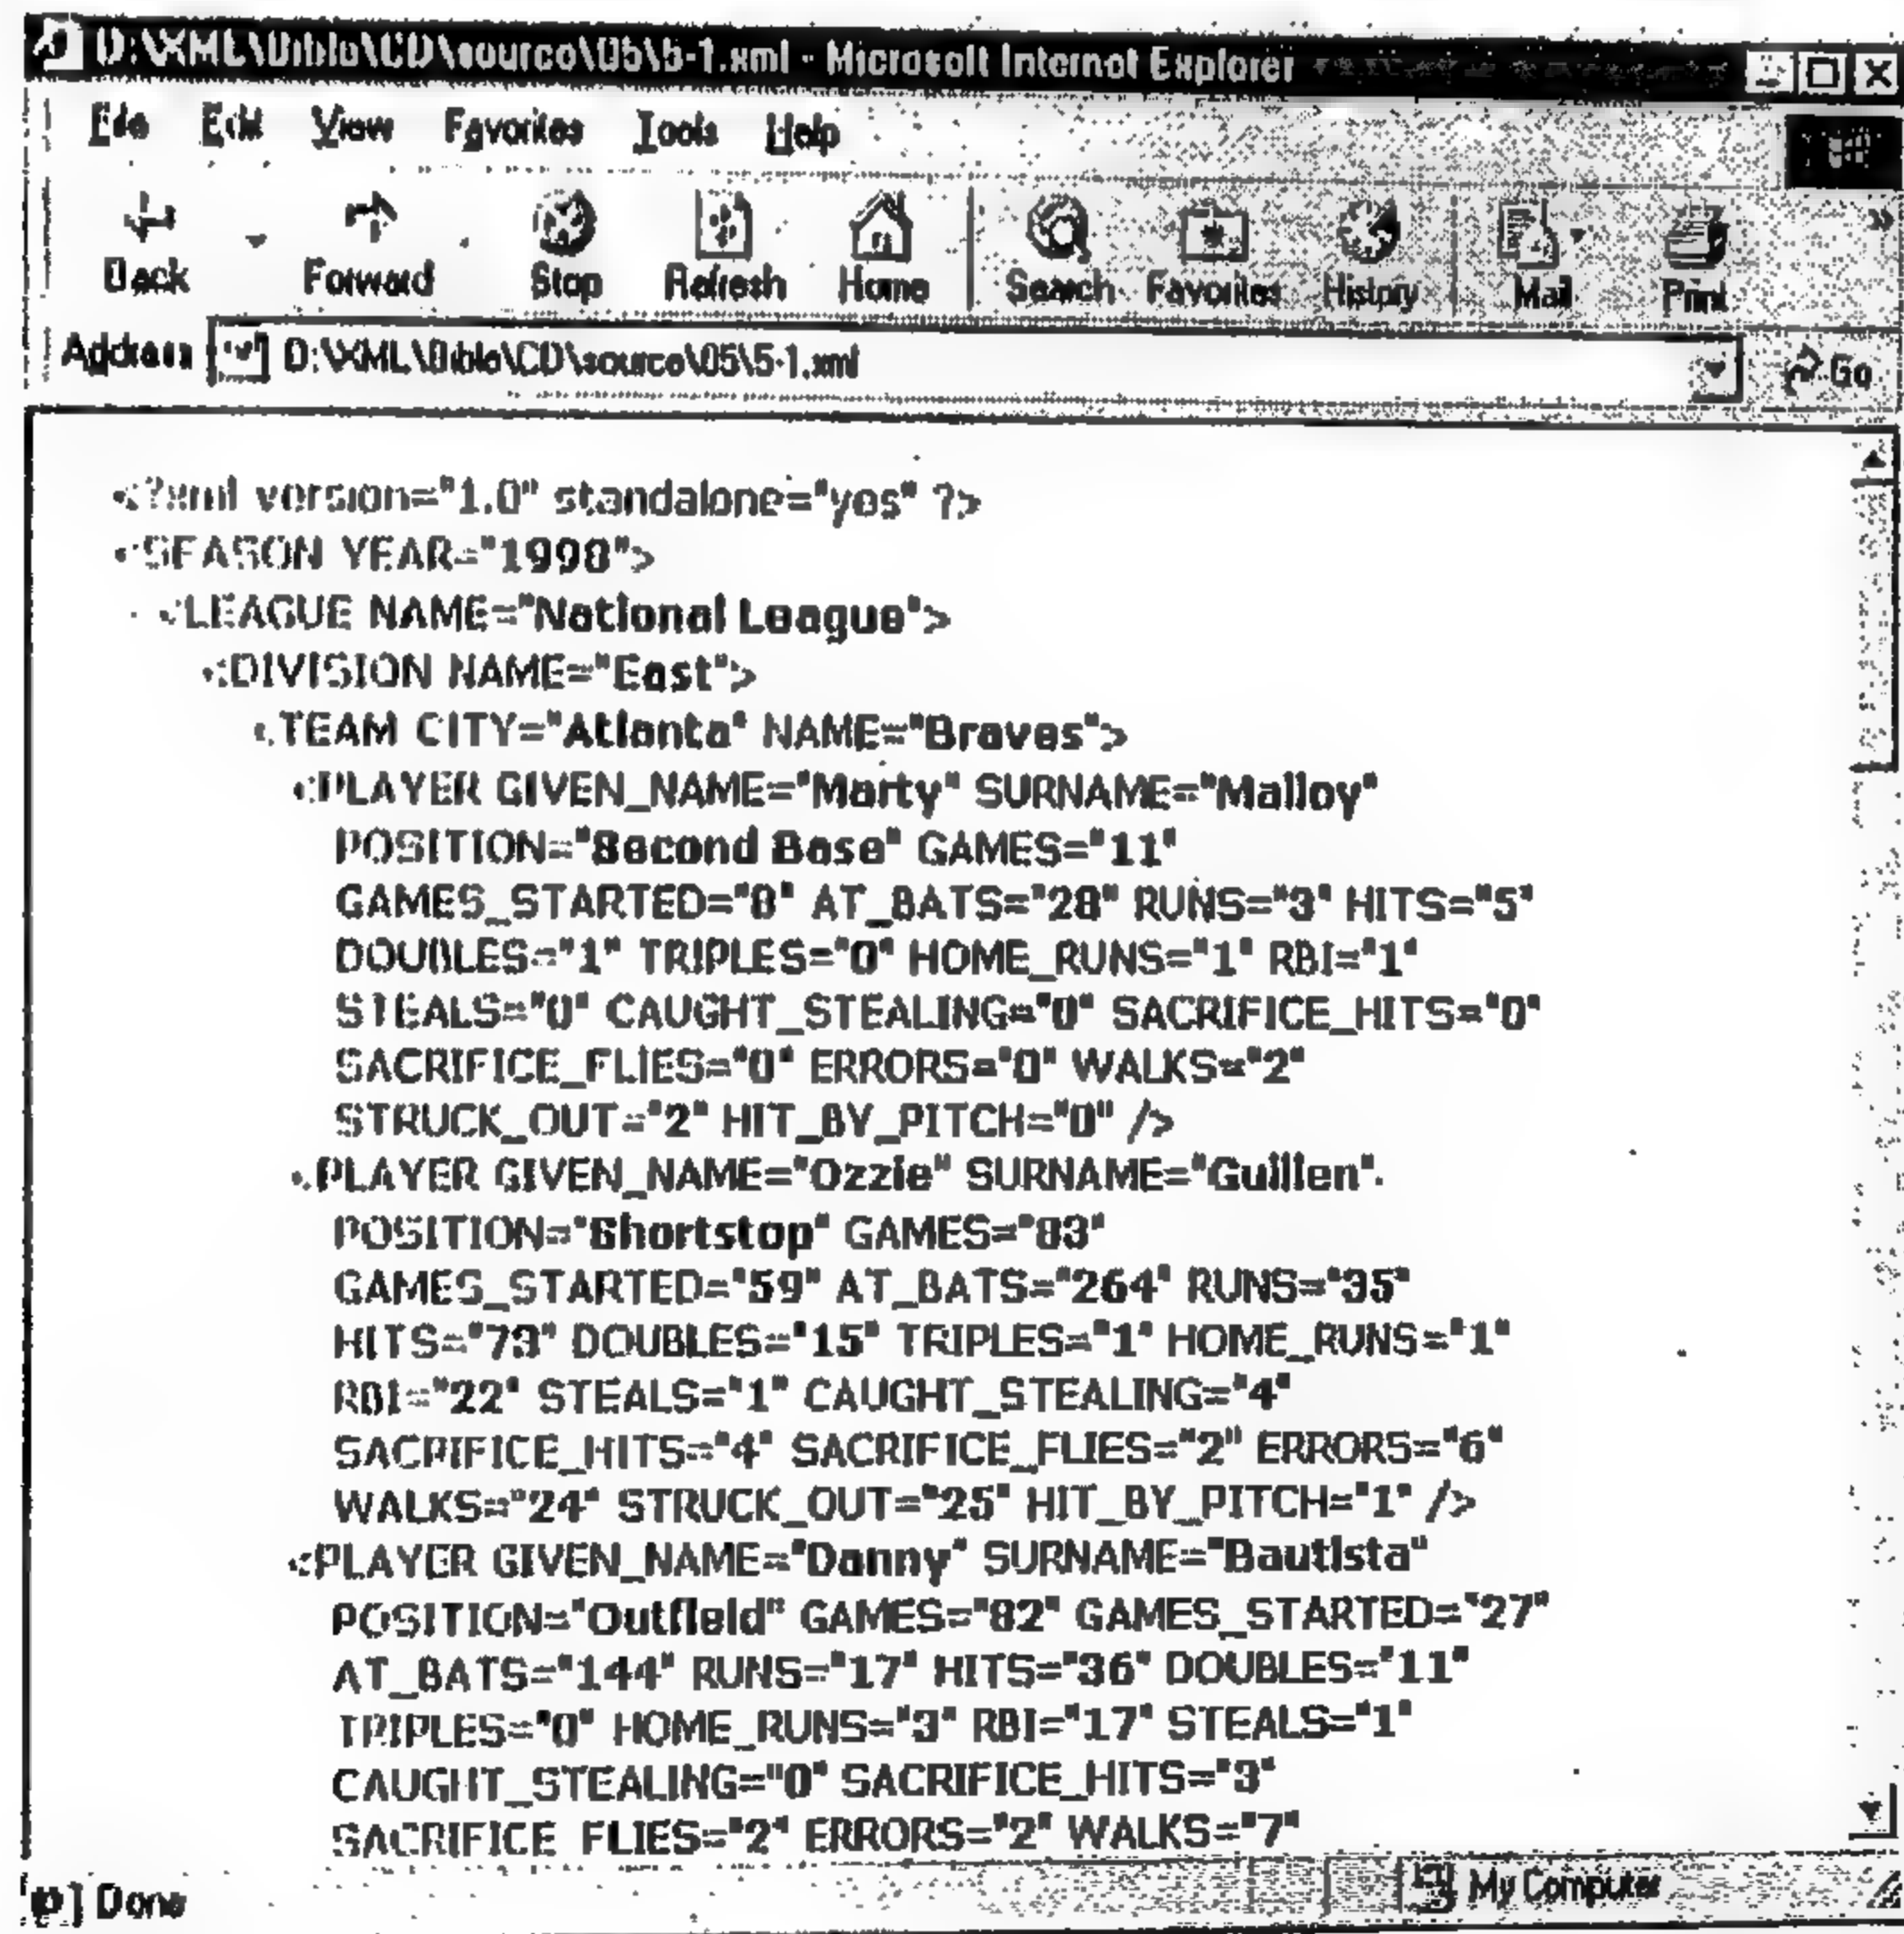 D:\XML\Bible\CD\source\05\5-1.xml - Microsoft Internet Explorer
File Edit View Favorites Tools Help
Back Forward Stop Refresh Home Search Favorites History Mail Print »
Address D:\XML\Bible\CD\source\05\5-1.xml Go
<?xml version="1.0" standalone="yes" ?>
<SEASON YEAR="1998">
- <LEAGUE NAME="National League">
<DIVISION NAME="East">
<TEAM CITY="Atlanta" NAME="Braves">
<PLAYER GIVEN_NAME="Marty" SURNAME="Malloy"
POSITION="Second Base" GAMES="11"
GAMES_STARTED="8" AT_BATS="28" RUNS="3" HITS="5"
DOUBLES="1" TRIPLES="0" HOME_RUNS="1" RBI="1"
STEALS="0" CAUGHT_STEALING="0" SACRIFICE_HITS="0"
SACRIFICE_FLIES="0" ERRORS="0" WALKS="2"
STRUCK_OUT="2" HIT_BY_PITCH="0" />
<PLAYER GIVEN_NAME="Ozzie" SURNAME="Guillen"
POSITION="Shortstop" GAMES="83"
GAMES_STARTED="59" AT_BATS="264" RUNS="35"
HITS="73" DOUBLES="15" TRIPLES="1" HOME_RUNS="1"
RBI="22" STEALS="1" CAUGHT_STEALING="4"
SACRIFICE_HITS="4" SACRIFICE_FLIES="2" ERRORS="6"
WALKS="24" STRUCK_OUT="25" HIT_BY_PITCH="1" />
<PLAYER GIVEN_NAME="Danny" SURNAME="Bautista"
POSITION="Outfield" GAMES="82" GAMES_STARTED="27"
AT_BATS="144" RUNS="17" HITS="36" DOUBLES="11"
TRIPLES="0" HOME_RUNS="3" RBI="17" STEALS="1"
CAUGHT_STEALING="0" SACRIFICE_HITS="3"
SACRIFICE_FLIES="2" ERRORS="2" WALKS="7"
Done My Computer